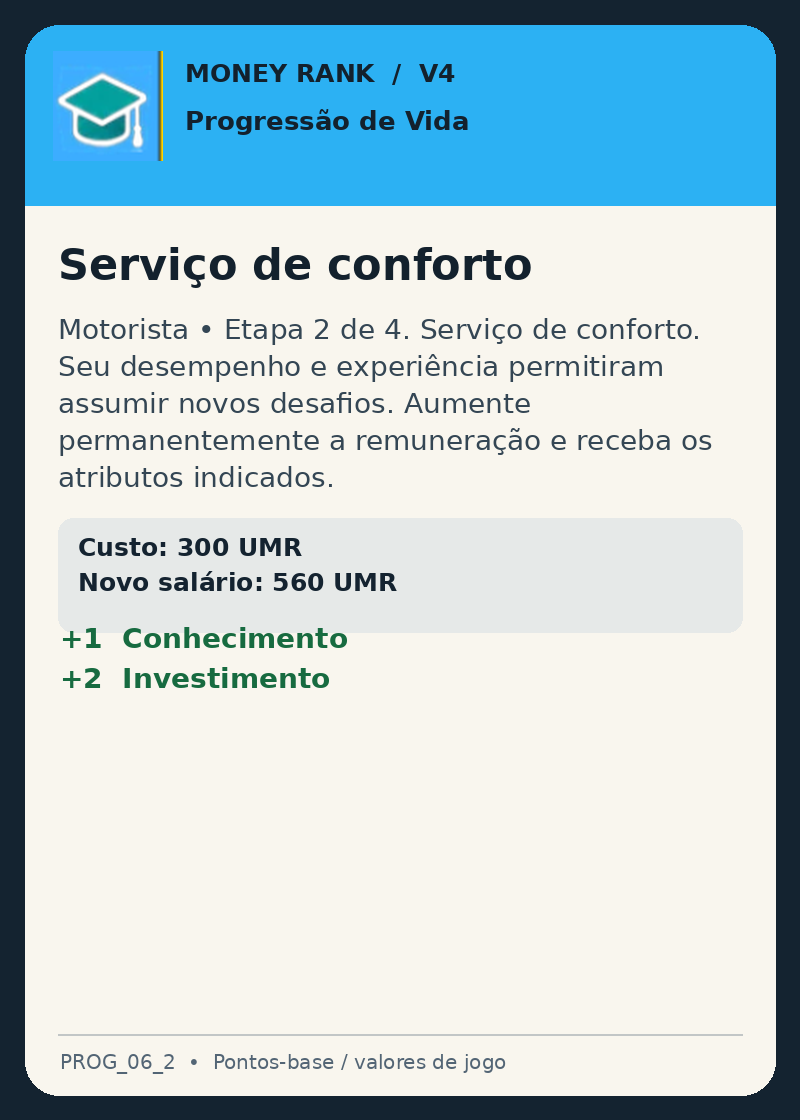 MONEY RANK / V4
Progressão de Vida
Serviço de conforto
Motorista • Etapa 2 de 4. Serviço de conforto.
Seu desempenho e experiência permitiram
assumir novos desafios. Aumente
permanentemente a remuneração e receba os
atributos indicados.
Custo: 300 UMR
Novo salário: 560 UMR
+1 Conhecimento
+2 Investimento
PROG_06_2 • Pontos-base / valores de jogo